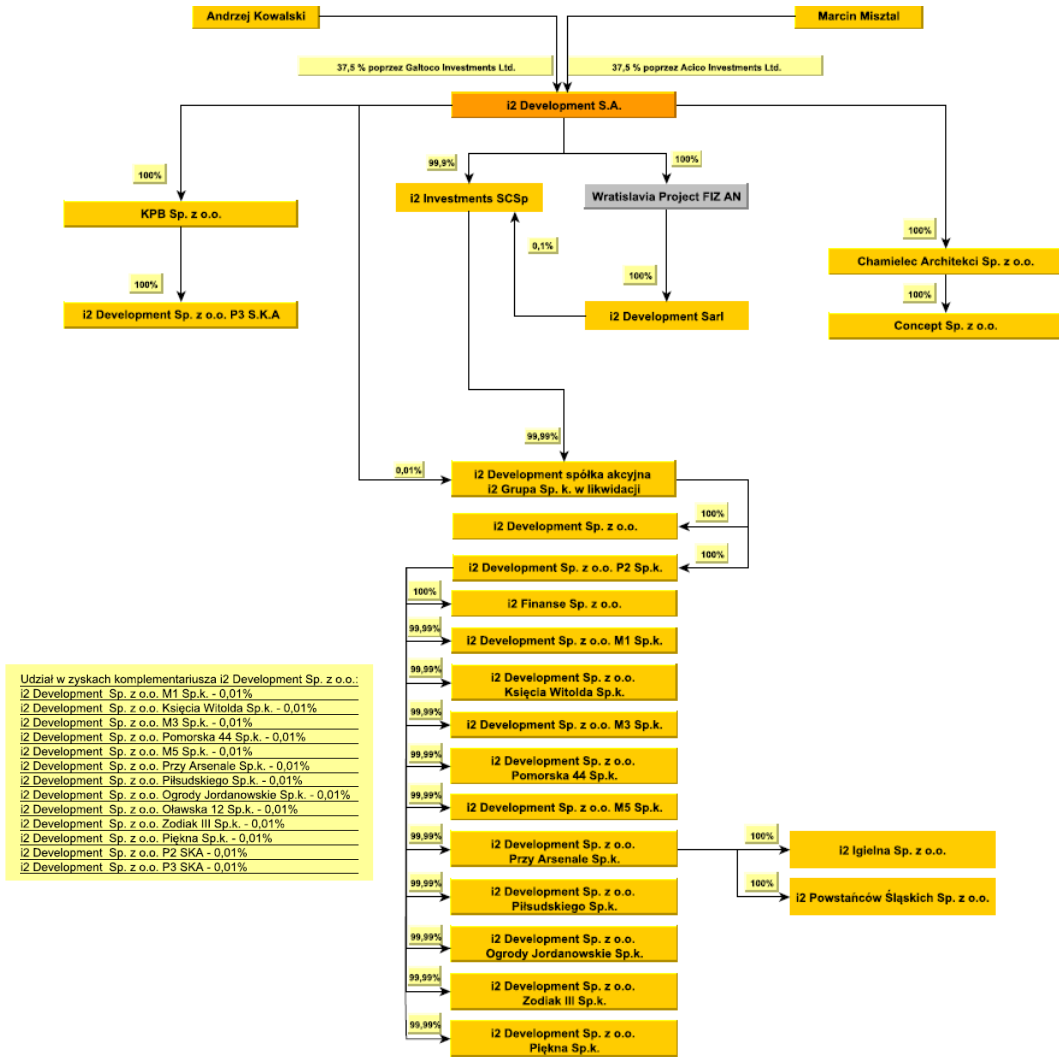 Andrzej Kowalski
Marcin Misztal
37,5 % poprzez Galtoco Investments Ltd.
37,5 % poprzez Acico Investments Ltd.
i2 Development S.A.
100%
99,9%
100%
100%
KPB Sp. z o.o.
i2 Investments SCSp
Wratislavia Project FIZ AN
Chamielec Architekci Sp. z o.o.
0,1%
100%
100%
100%
i2 Development Sp. z o.o. P3 S.K.A
i2 Development Sarl
Concept Sp. z o.o.
99,99%
0,01%
i2 Development spółka akcyjna
i2 Grupa Sp. k. w likwidacji
100%
i2 Development Sp. z o.o.
100%
i2 Development Sp. z o.o. P2 Sp.k.
100%
i2 Finanse Sp. z o.o.
99,99%
i2 Development Sp. z o.o. M1 Sp.k.
99,99%
i2 Development Sp. z o.o.
Księcia Witolda Sp.k.
99,99%
i2 Development Sp. z o.o. M3 Sp.k.
99,99%
i2 Development Sp. z o.o.
Pomorska 44 Sp.k.
99,99%
i2 Development Sp. z o.o. M5 Sp.k.
99,99%
i2 Development Sp. z o.o.
Przy Arsenale Sp.k.
100%
i2 Igielna Sp. z o.o.
100%
i2 Powstańców Śląskich Sp. z o.o.
99,99%
i2 Development Sp. z o.o.
Piłsudskiego Sp.k.
99,99%
i2 Development Sp. z o.o.
Ogrody Jordanowskie Sp.k.
99,99%
i2 Development Sp. z o.o.
Zodiak III Sp.k.
99,99%
i2 Development Sp. z o.o.
Piękna Sp.k.
Udział w zyskach komplementariusza i2 Development Sp. z o.o.:
i2 Development Sp. z o.o. M1 Sp.k. - 0,01%
i2 Development Sp. z o.o. Księcia Witolda Sp.k. - 0,01%
i2 Development Sp. z o.o. M3 Sp.k. - 0,01%
i2 Development Sp. z o.o. Pomorska 44 Sp.k. - 0,01%
i2 Development Sp. z o.o. M5 Sp.k. - 0,01%
i2 Development Sp. z o.o. Przy Arsenale Sp.k. - 0,01%
i2 Development Sp. z o.o. Piłsudskiego Sp.k. - 0,01%
i2 Development Sp. z o.o. Ogrody Jordanowskie Sp.k. - 0,01%
i2 Development Sp. z o.o. Oławska 12 Sp.k. - 0,01%
i2 Development Sp. z o.o. Zodiak III Sp.k. - 0,01%
i2 Development Sp. z o.o. Piękna Sp.k. - 0,01%
i2 Development Sp. z o.o. P2 SKA - 0,01%
i2 Development Sp. z o.o. P3 SKA - 0,01%